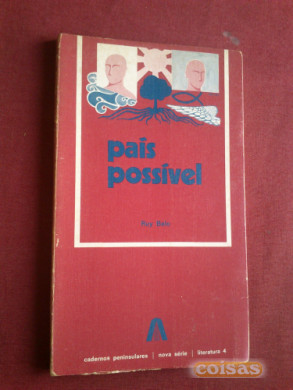 país
possível
Ruy Belo
A
cadernos peninsulares | nova série | literatura 4
coisas